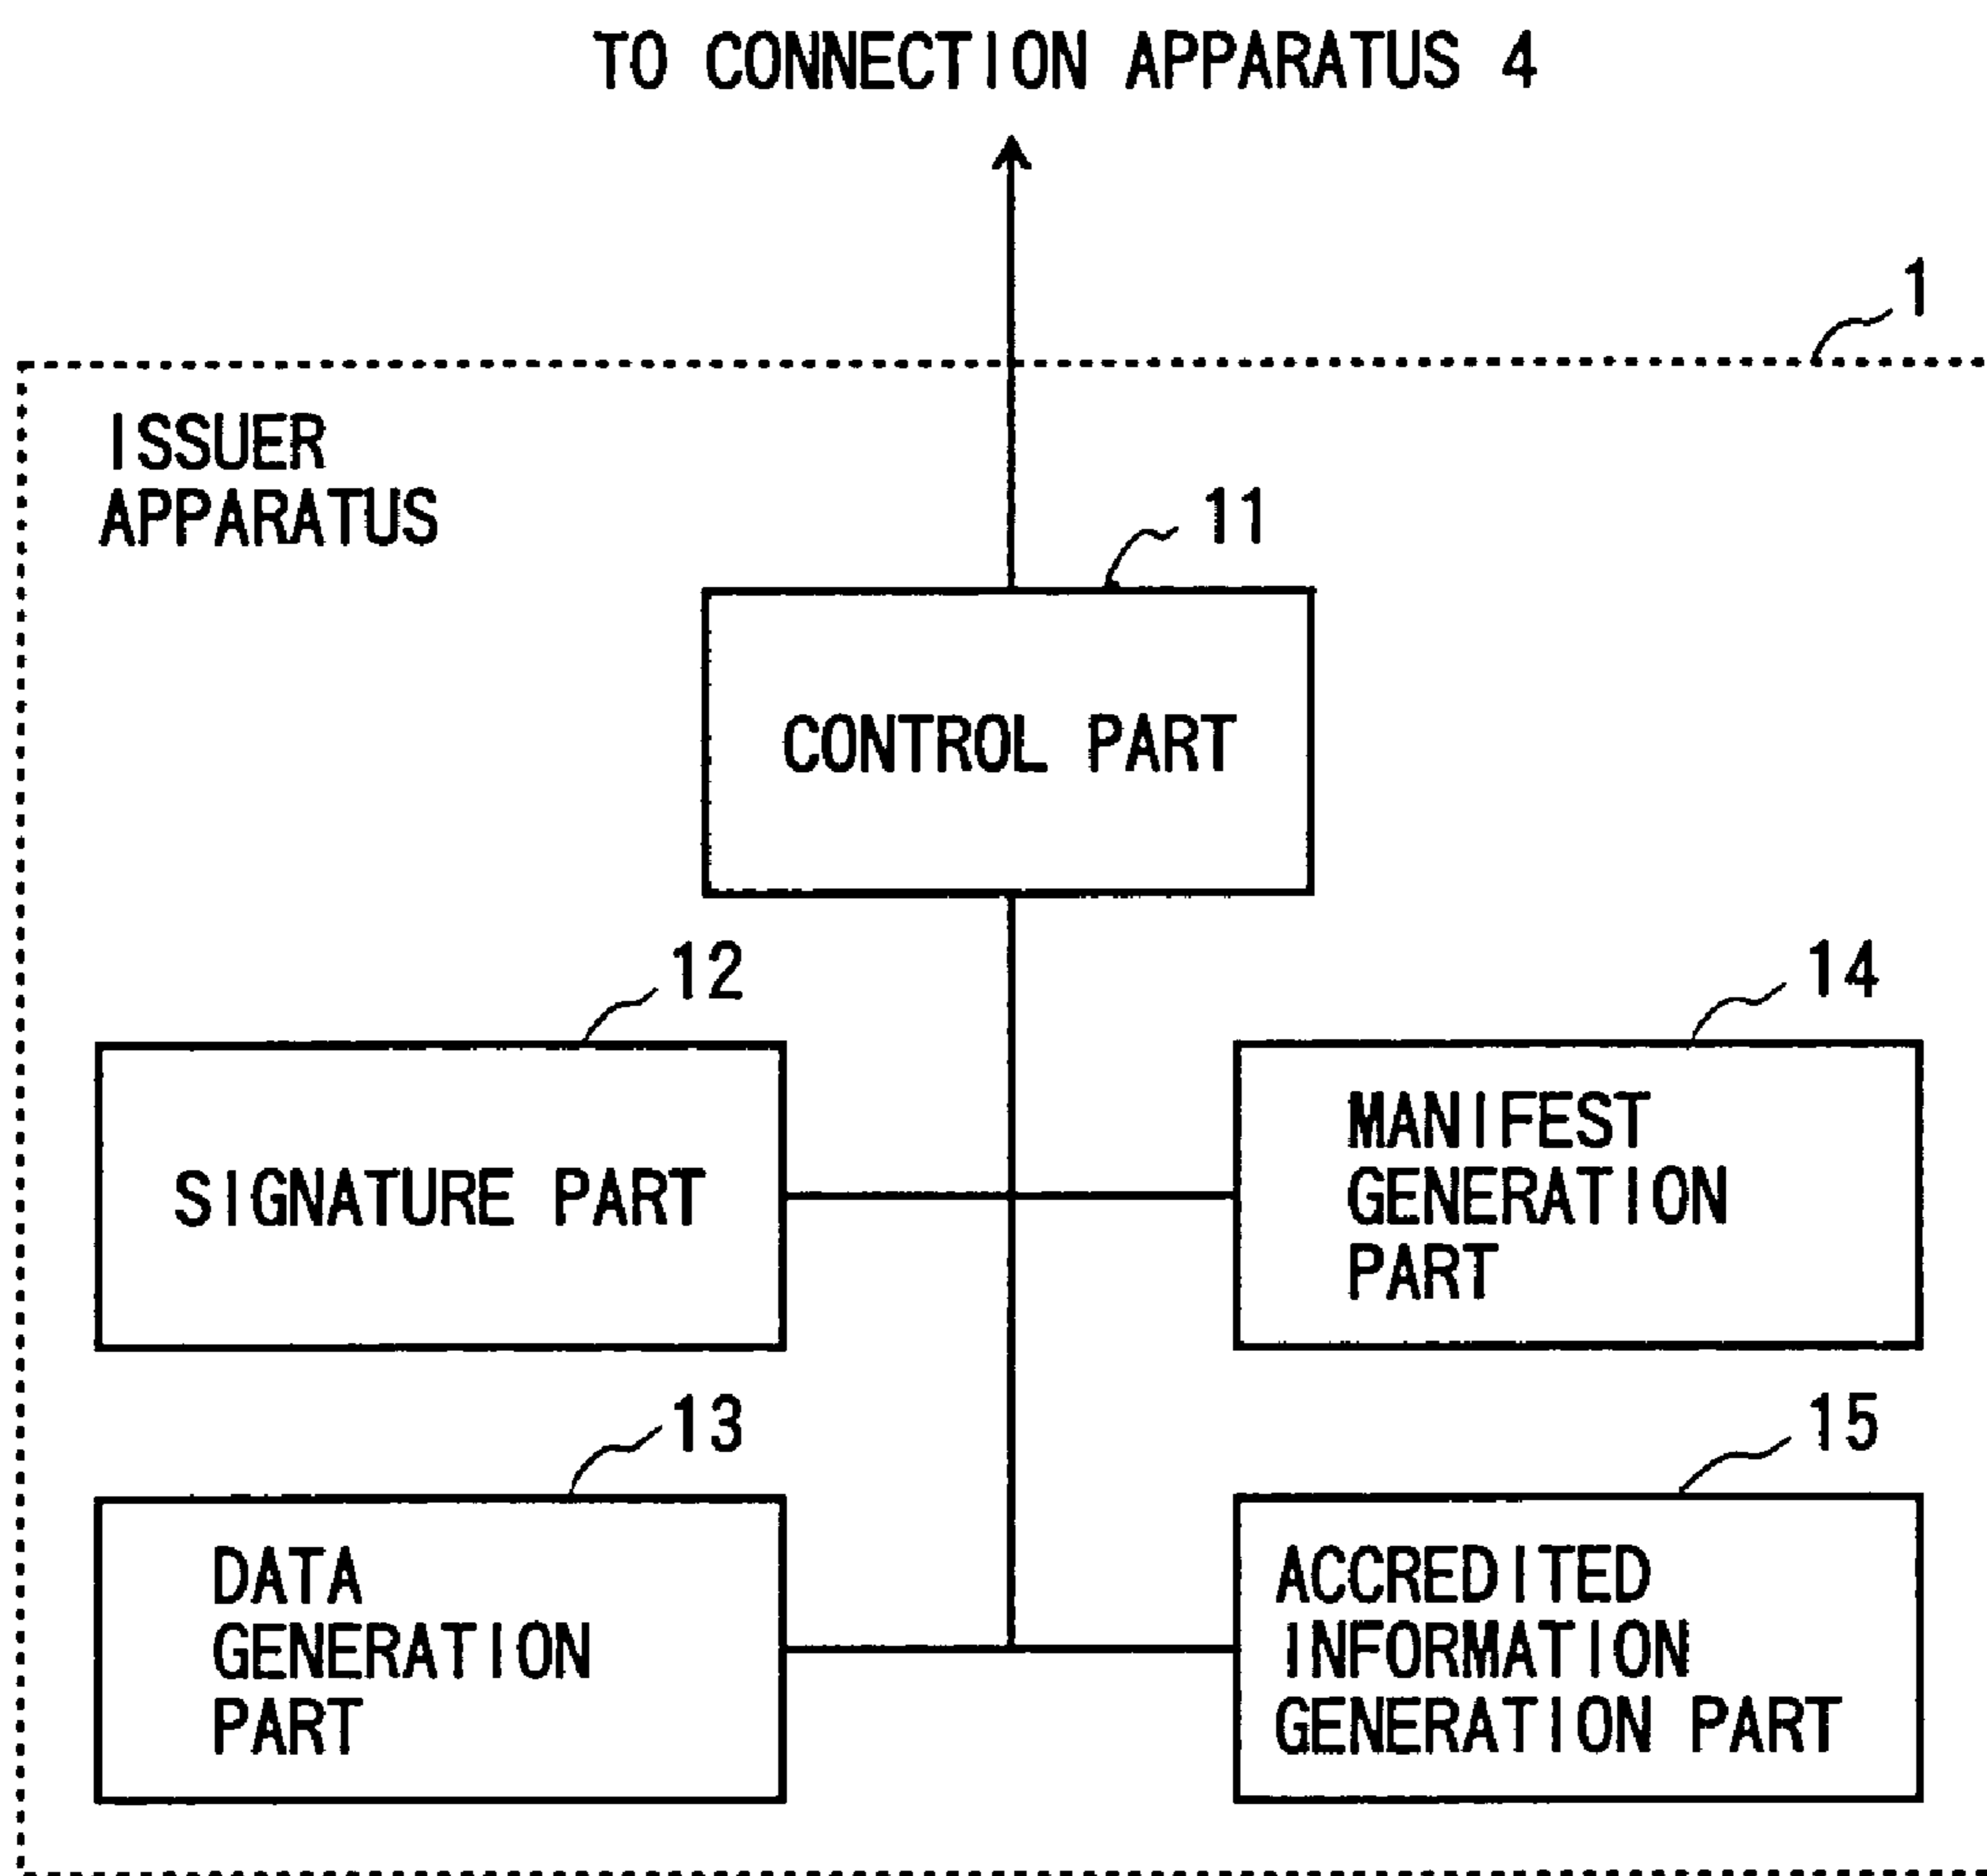 TO CONNECTION APPARATUS 4
1
ISSUER
APPARATUS
11
CONTROL PART
12
14
SIGNATURE PART
MANIFEST
GENERATION
PART
13
15
DATA
GENERATION
PART
ACCREDITED
INFORMATION
GENERATION PART